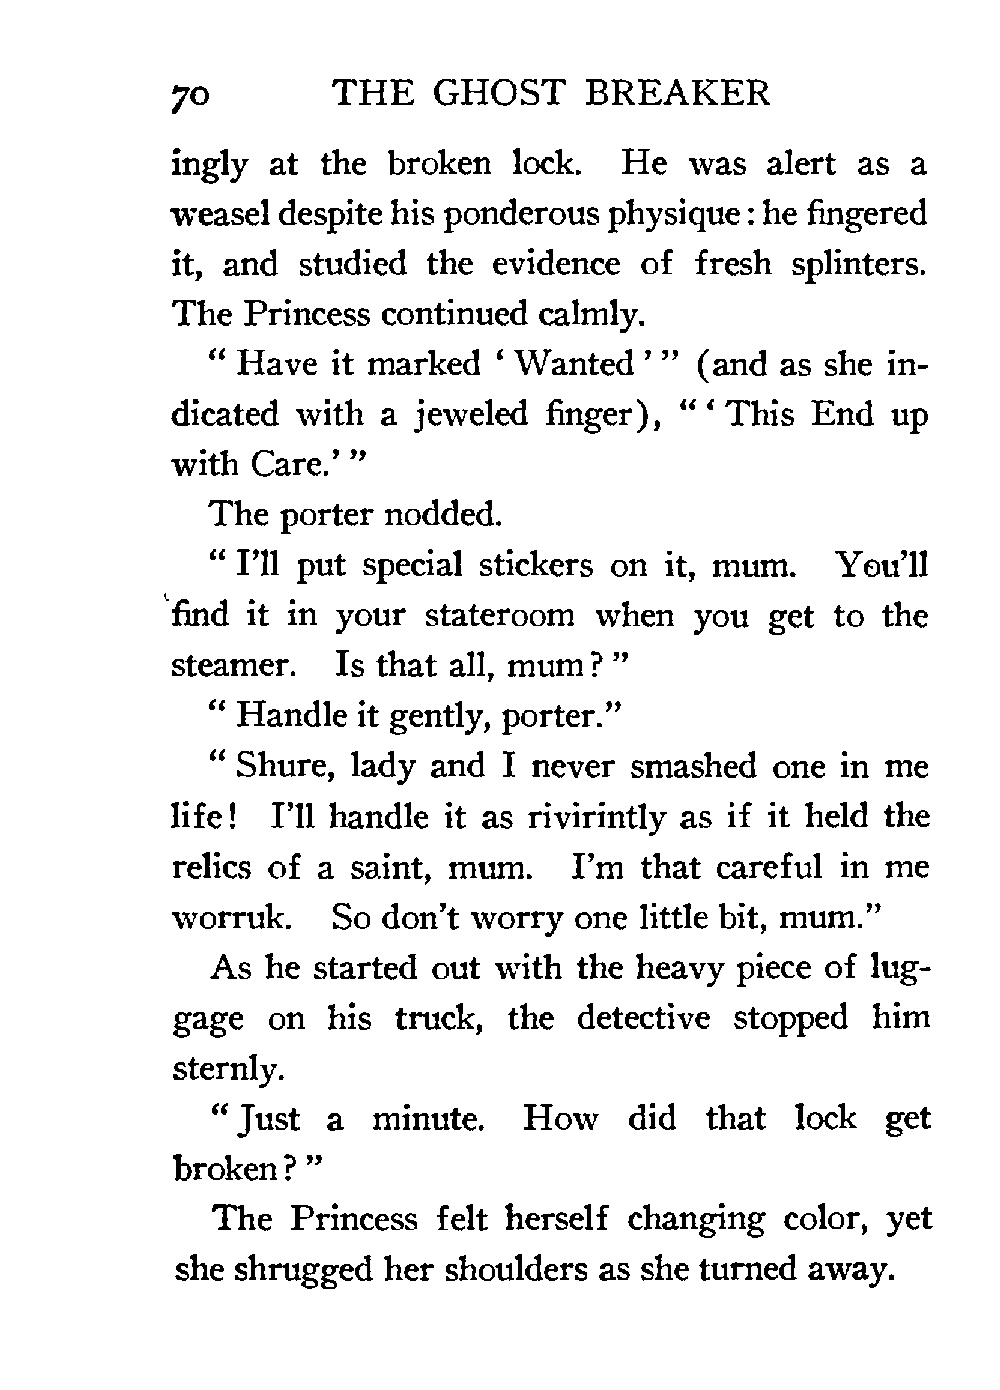 70 THE GHOST BREAKER
ingly at the broken lock. He was alert as a
weasel despite his ponderous physique: he fingered
it, and studied the evidence of fresh splinters.
The Princess continued calmly.
“ Have it marked ‘ Wanted ’ ” (and as she in-
dicated with a jeweled finger), “ ‘ This End up
with Care.’ ”
The porter nodded.
“ I’ll put special stickers on it, mum. You’ll
find it in your stateroom when you get to the
steamer. Is that all, mum? ”
“ Handle it gently, porter.”
“ Shure, lady and I never smashed one in me
life! I’ll handle it as rivirintly as if it held the
relics of a saint, mum. I’m that careful in me
worruk. So don’t worry one little bit, mum.”
As he started out with the heavy piece of lug-
gage on his truck, the detective stopped him
sternly.
“ Just a minute. How did that lock get
broken? ”
The Princess felt herself changing color, yet
she shrugged her shoulders as she turned away.